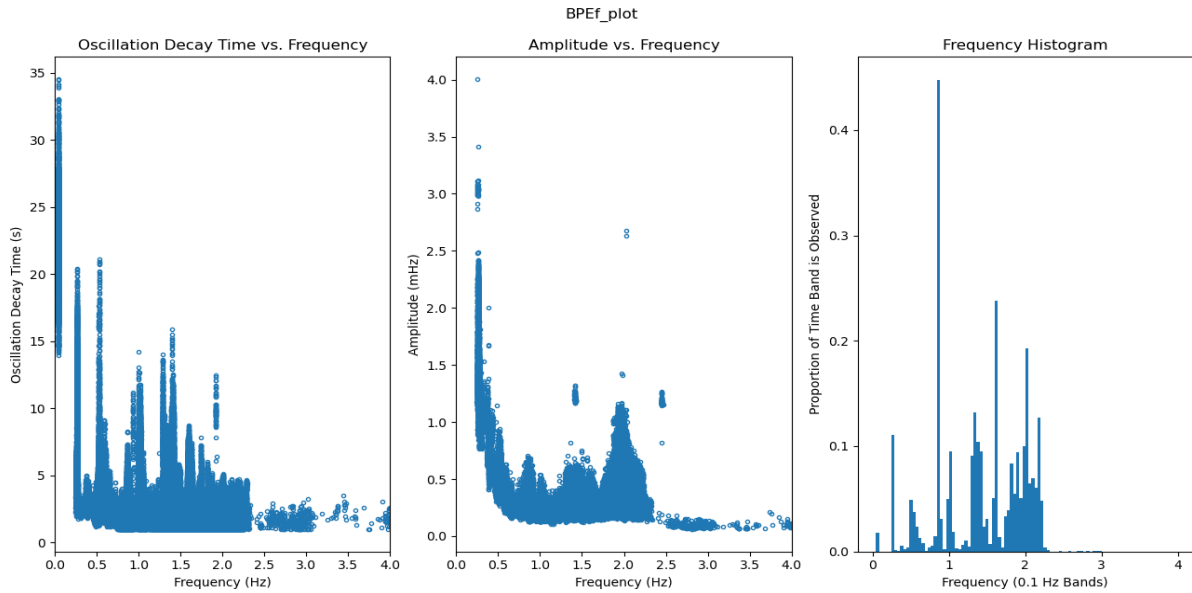 BPEf_plot
Oscillation Decay Time vs. Frequency
Oscillation Decay Time (s)
35
30
25
20
15
10
5
0
0.0 0.5 1.0 1.5 2.0 2.5 3.0 3.5 4.0
Frequency (Hz)
Amplitude vs. Frequency
Amplitude (mHz)
4.0
3.5
3.0
2.5
2.0
1.5
1.0
0.5
0.0
0.0 0.5 1.0 1.5 2.0 2.5 3.0 3.5 4.0
Frequency (Hz)
Frequency Histogram
Proportion of Time Band is Observed
0.4
0.3
0.2
0.1
0.0
0 1 2 3 4
Frequency (0.1 Hz Bands)